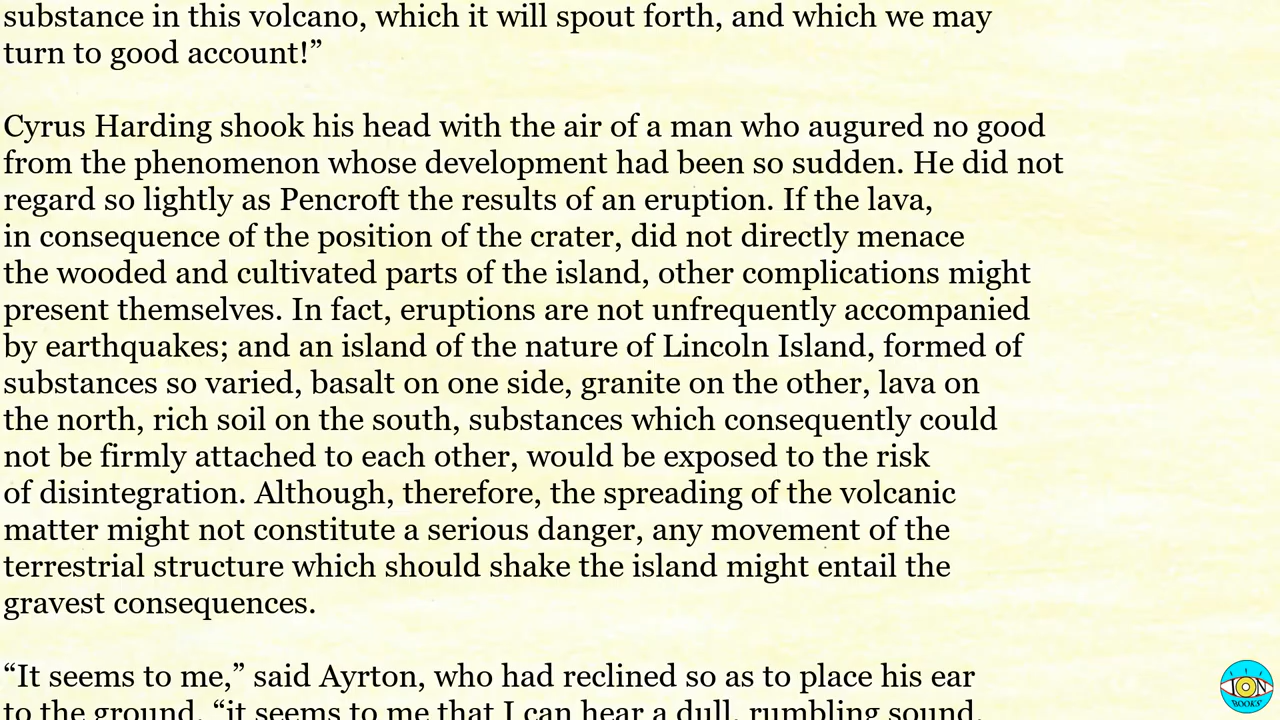 substance in this volcano, which it will spout forth, and which we may
turn to good account!”
Cyrus Harding shook his head with the air of a man who augured no good
from the phenomenon whose development had been so sudden. He did not
regard so lightly as Pencroft the results of an eruption. If the lava,
in consequence of the position of the crater, did not directly menace
the wooded and cultivated parts of the island, other complications might
present themselves. In fact, eruptions are not unfrequently accompanied
by earthquakes; and an island of the nature of Lincoln Island, formed of
substances so varied, basalt on one side, granite on the other, lava on
the north, rich soil on the south, substances which consequently could
not be firmly attached to each other, would be exposed to the risk
of disintegration. Although, therefore, the spreading of the volcanic
matter might not constitute a serious danger, any movement of the
terrestrial structure which should shake the island might entail the
gravest consequences.
“It seems to me,” said Ayrton, who had reclined so as to place his ear
to the ground, “it seems to me that I can hear a dull, rumbling sound,
ION
BOOKS